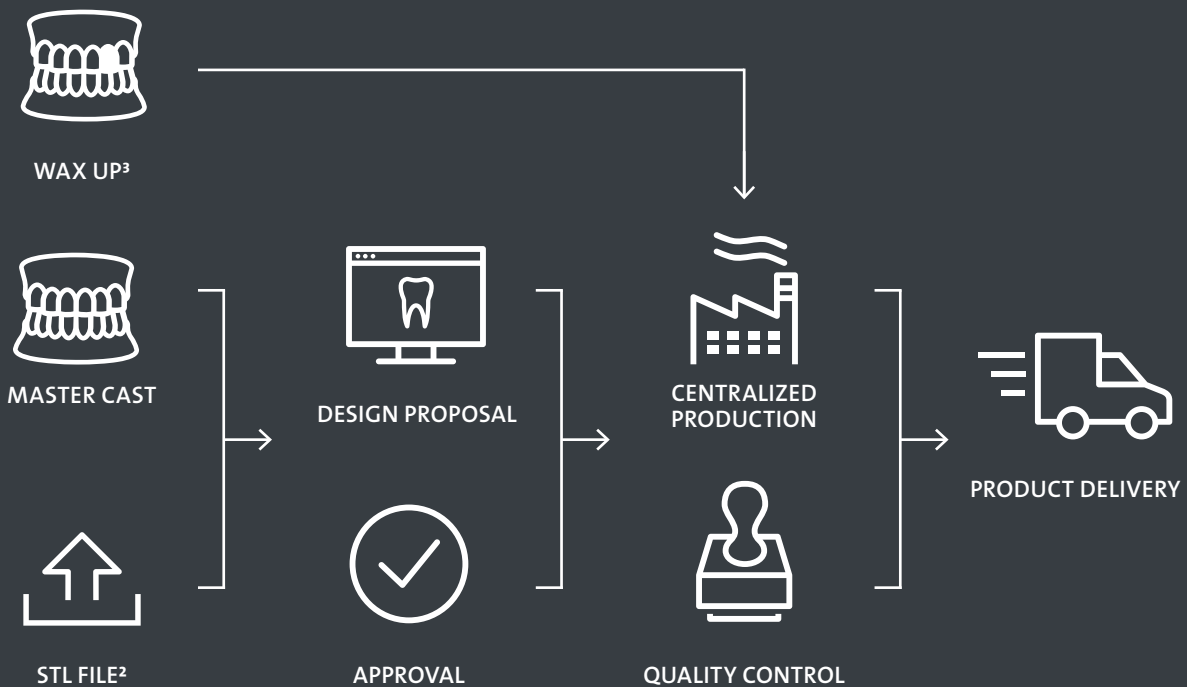 WAX UP³
MASTER CAST
DESIGN PROPOSAL
CENTRALIZED
PRODUCTION
PRODUCT DELIVERY
STL FILE²
APPROVAL
QUALITY CONTROL